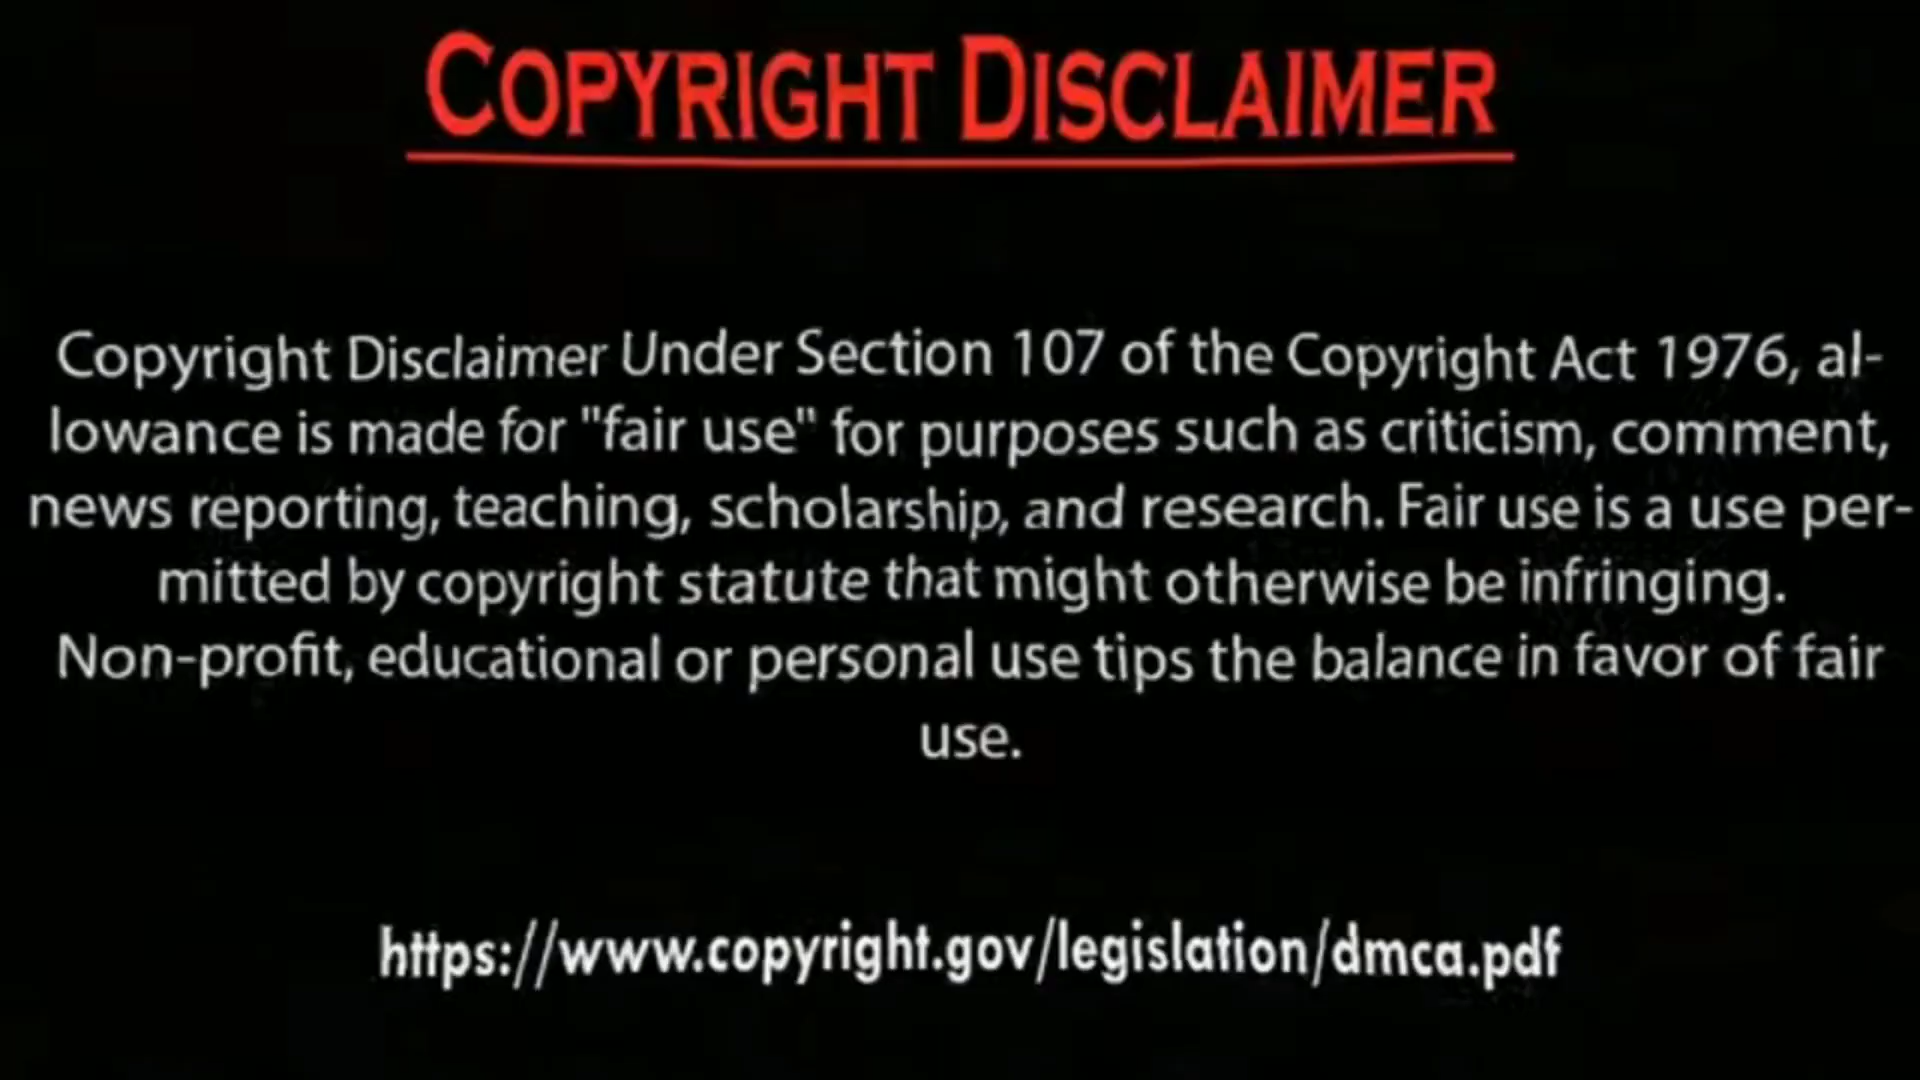 COPYRIGHT DISCLAIMER
Copyright Disclaimer Under Section 107 of the Copyright Act 1976, al-
lowance is made for "fair use" for purposes such as criticism, comment,
news reporting, teaching, scholarship, and research. Fair use is a use per-
mitted by copyright statute that might otherwise be infringing.
Non-profit, educational or personal use tips the balance in favor of fair
use.
https://www.copyright.gov/legislation/dmca.pdf